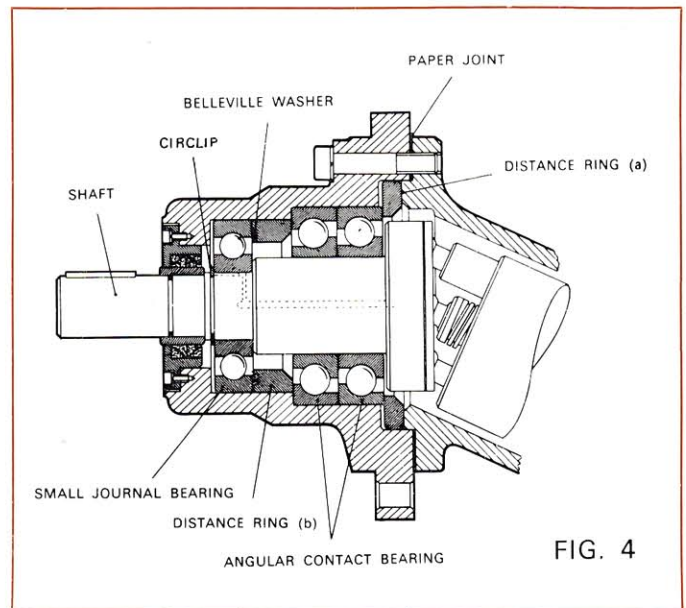 PAPER JOINT
BELLEVILLE WASHER
CIRCLIP
DISTANCE RING (a)
SHAFT
SMALL JOURNAL BEARING
DISTANCE RING (b)
ANGULAR CONTACT BEARING
FIG. 4